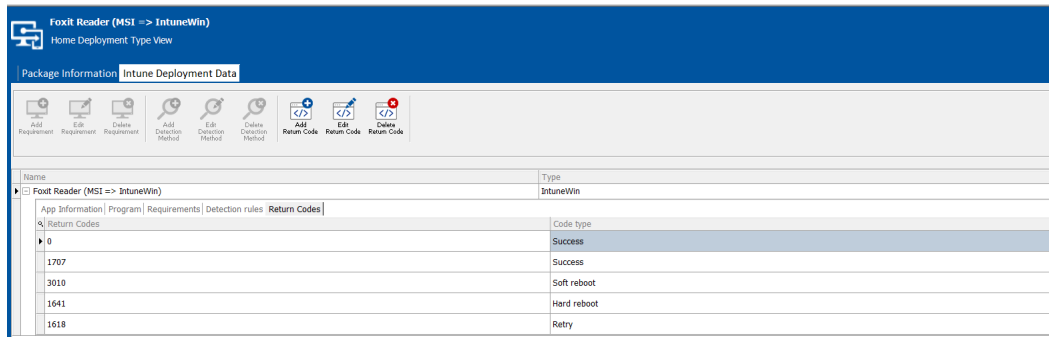 Foxit Reader (MSI => IntuneWin)
Home Deployment Type View
Package Information Intune Deployment Data
Add Requirement
Edit Requirement
Delete Requirement
Add Detection Method
Edit Detection Method
Delete Detection Method
Add Return Code
Edit Return Code
Delete Return Code
Name Type
Foxit Reader (MSI => IntuneWin) IntuneWin
App Information Program Requirements Detection rules Return Codes
Return Codes Code type
0 Success
1707 Success
3010 Soft reboot
1641 Hard reboot
1618 Retry